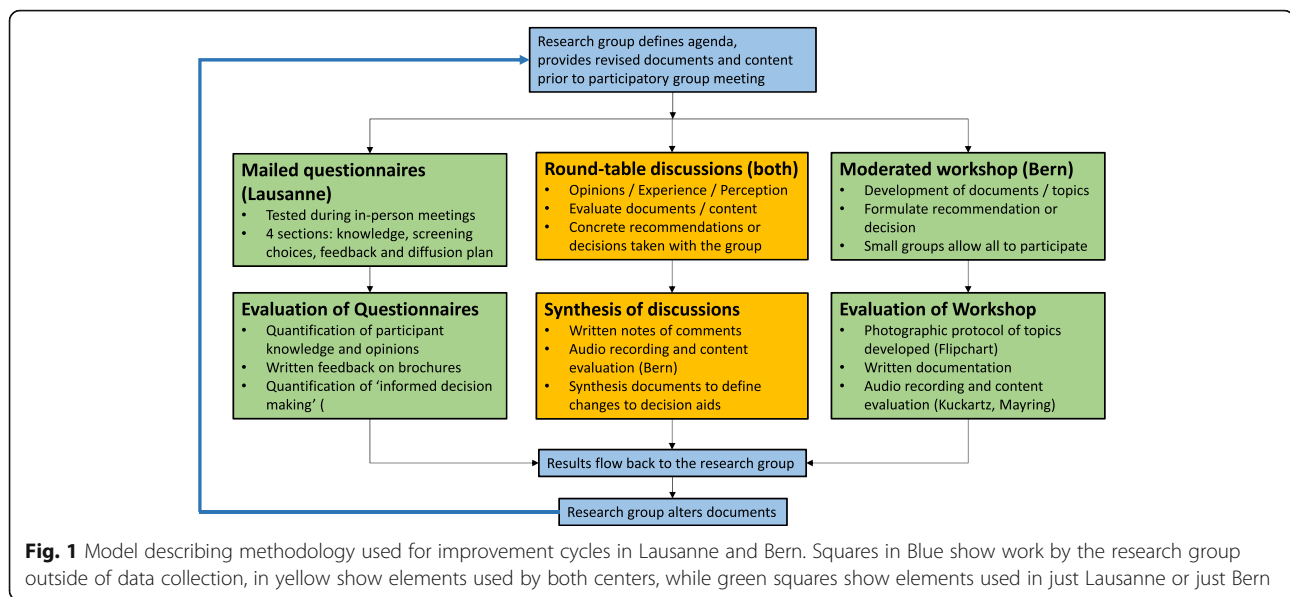 Research group defines agenda,
provides revised documents and content
prior to participatory group meeting
Mailed questionnaires
(Lausanne)
• Tested during in-person meetings
• 4 sections: knowledge, screening
choices, feedback and diffusion plan
Round-table discussions (both)
• Opinions / Experience / Perception
• Evaluate documents / content
• Concrete recommendations or
decisions taken with the group
Moderated workshop (Bern)
• Development of documents / topics
• Formulate recommendation or
decision
• Small groups allow all to participate
Evaluation of Questionnaires
• Quantification of participant
knowledge and opinions
• Written feedback on brochures
• Quantification of ‘informed decision
making’ (
Synthesis of discussions
• Written notes of comments
• Audio recording and content
evaluation (Bern)
• Synthesis documents to define
changes to decision aids
Evaluation of Workshop
• Photographic protocol of topics
developed (Flipchart)
• Written documentation
• Audio recording and content
evaluation (Kuckartz, Mayring)
Results flow back to the research group
Research group alters documents
Fig. 1 Model describing methodology used for improvement cycles in Lausanne and Bern. Squares in Blue show work by the research group
outside of data collection, in yellow show elements used by both centers, while green squares show elements used in just Lausanne or just Bern